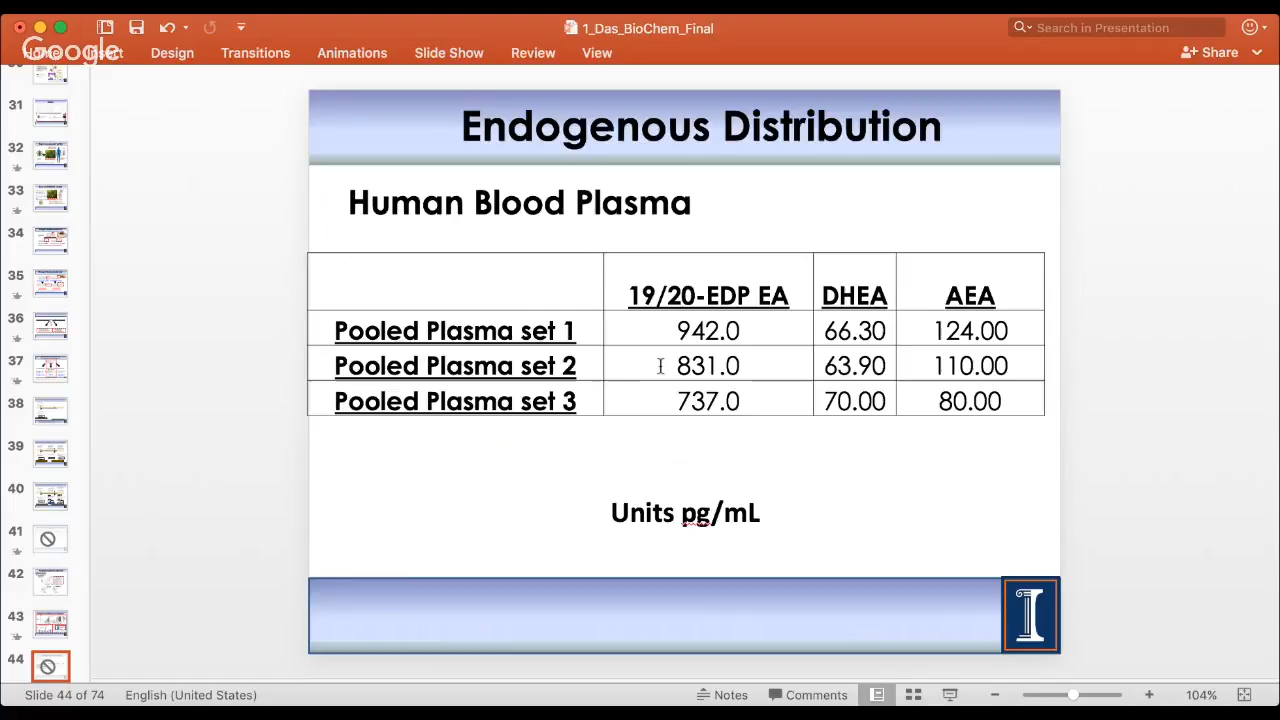 1_Das_BioChem_Final
Search in Presentation
Google
Home Insert Design Transitions Animations Slide Show Review View
Share
31
32
33
34
35
36
37
38
39
40
41
42
43
44
Endogenous Distribution
Human Blood Plasma
19/20-EDP EA DHEA AEA
Pooled Plasma set 1 942.0 66.30 124.00
Pooled Plasma set 2 831.0 63.90 110.00
Pooled Plasma set 3 737.0 70.00 80.00
Units pg/mL
I
Slide 44 of 74 English (United States) Notes Comments 104%